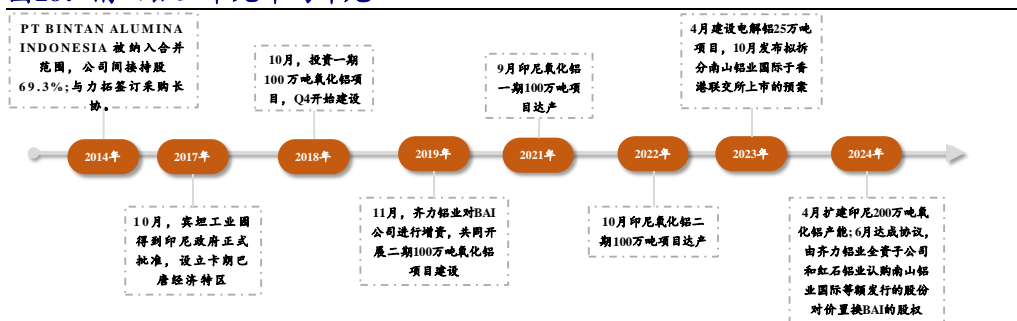 PT BINTAN ALUMINA
INDONESIA 被纳入合并
范围，公司间接持股
69.3%;与力拓签订采购长
协。
10月，投资一期
100万吨氧化铝项
目，Q4开始建设
9月印尼氧化铝
一期100万吨项
目达产
4月建设电解铝25万吨
项目，10月发布拟拆
分南山铝业国际于香
港联交所上市的预案
2014年
2017年
2018年
2019年
2021年
2022年
2023年
2024年
10月，宾坦工业园
得到印尼政府正式
批准，设立卡朗巴
唐经济特区
11月，齐力铝业对BAI
公司进行增资，共同开
展二期100万吨氧化铝
项目建设
10月印尼氧化铝二
期100万吨项目达产
4月扩建印尼200万吨氧
化铝产能;6月达成协议，
由齐力铝业全资子公司
和红石铝业认购南山铝
业国际等额发行的股份
对价置换BAI的股权